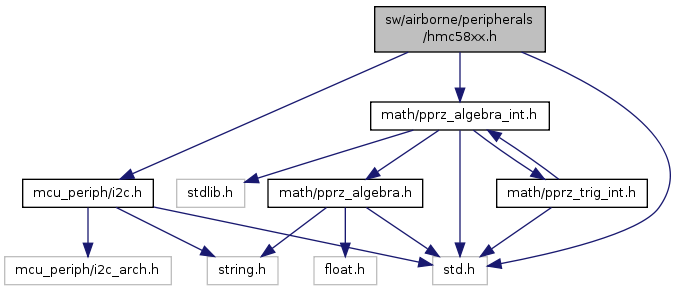 sw/airborne/peripherals
/hmc58xx.h
math/pprz_algebra_int.h
mcu_periph/i2c.h
stdlib.h
math/pprz_algebra.h
math/pprz_trig_int.h
mcu_periph/i2c_arch.h
string.h
float.h
std.h